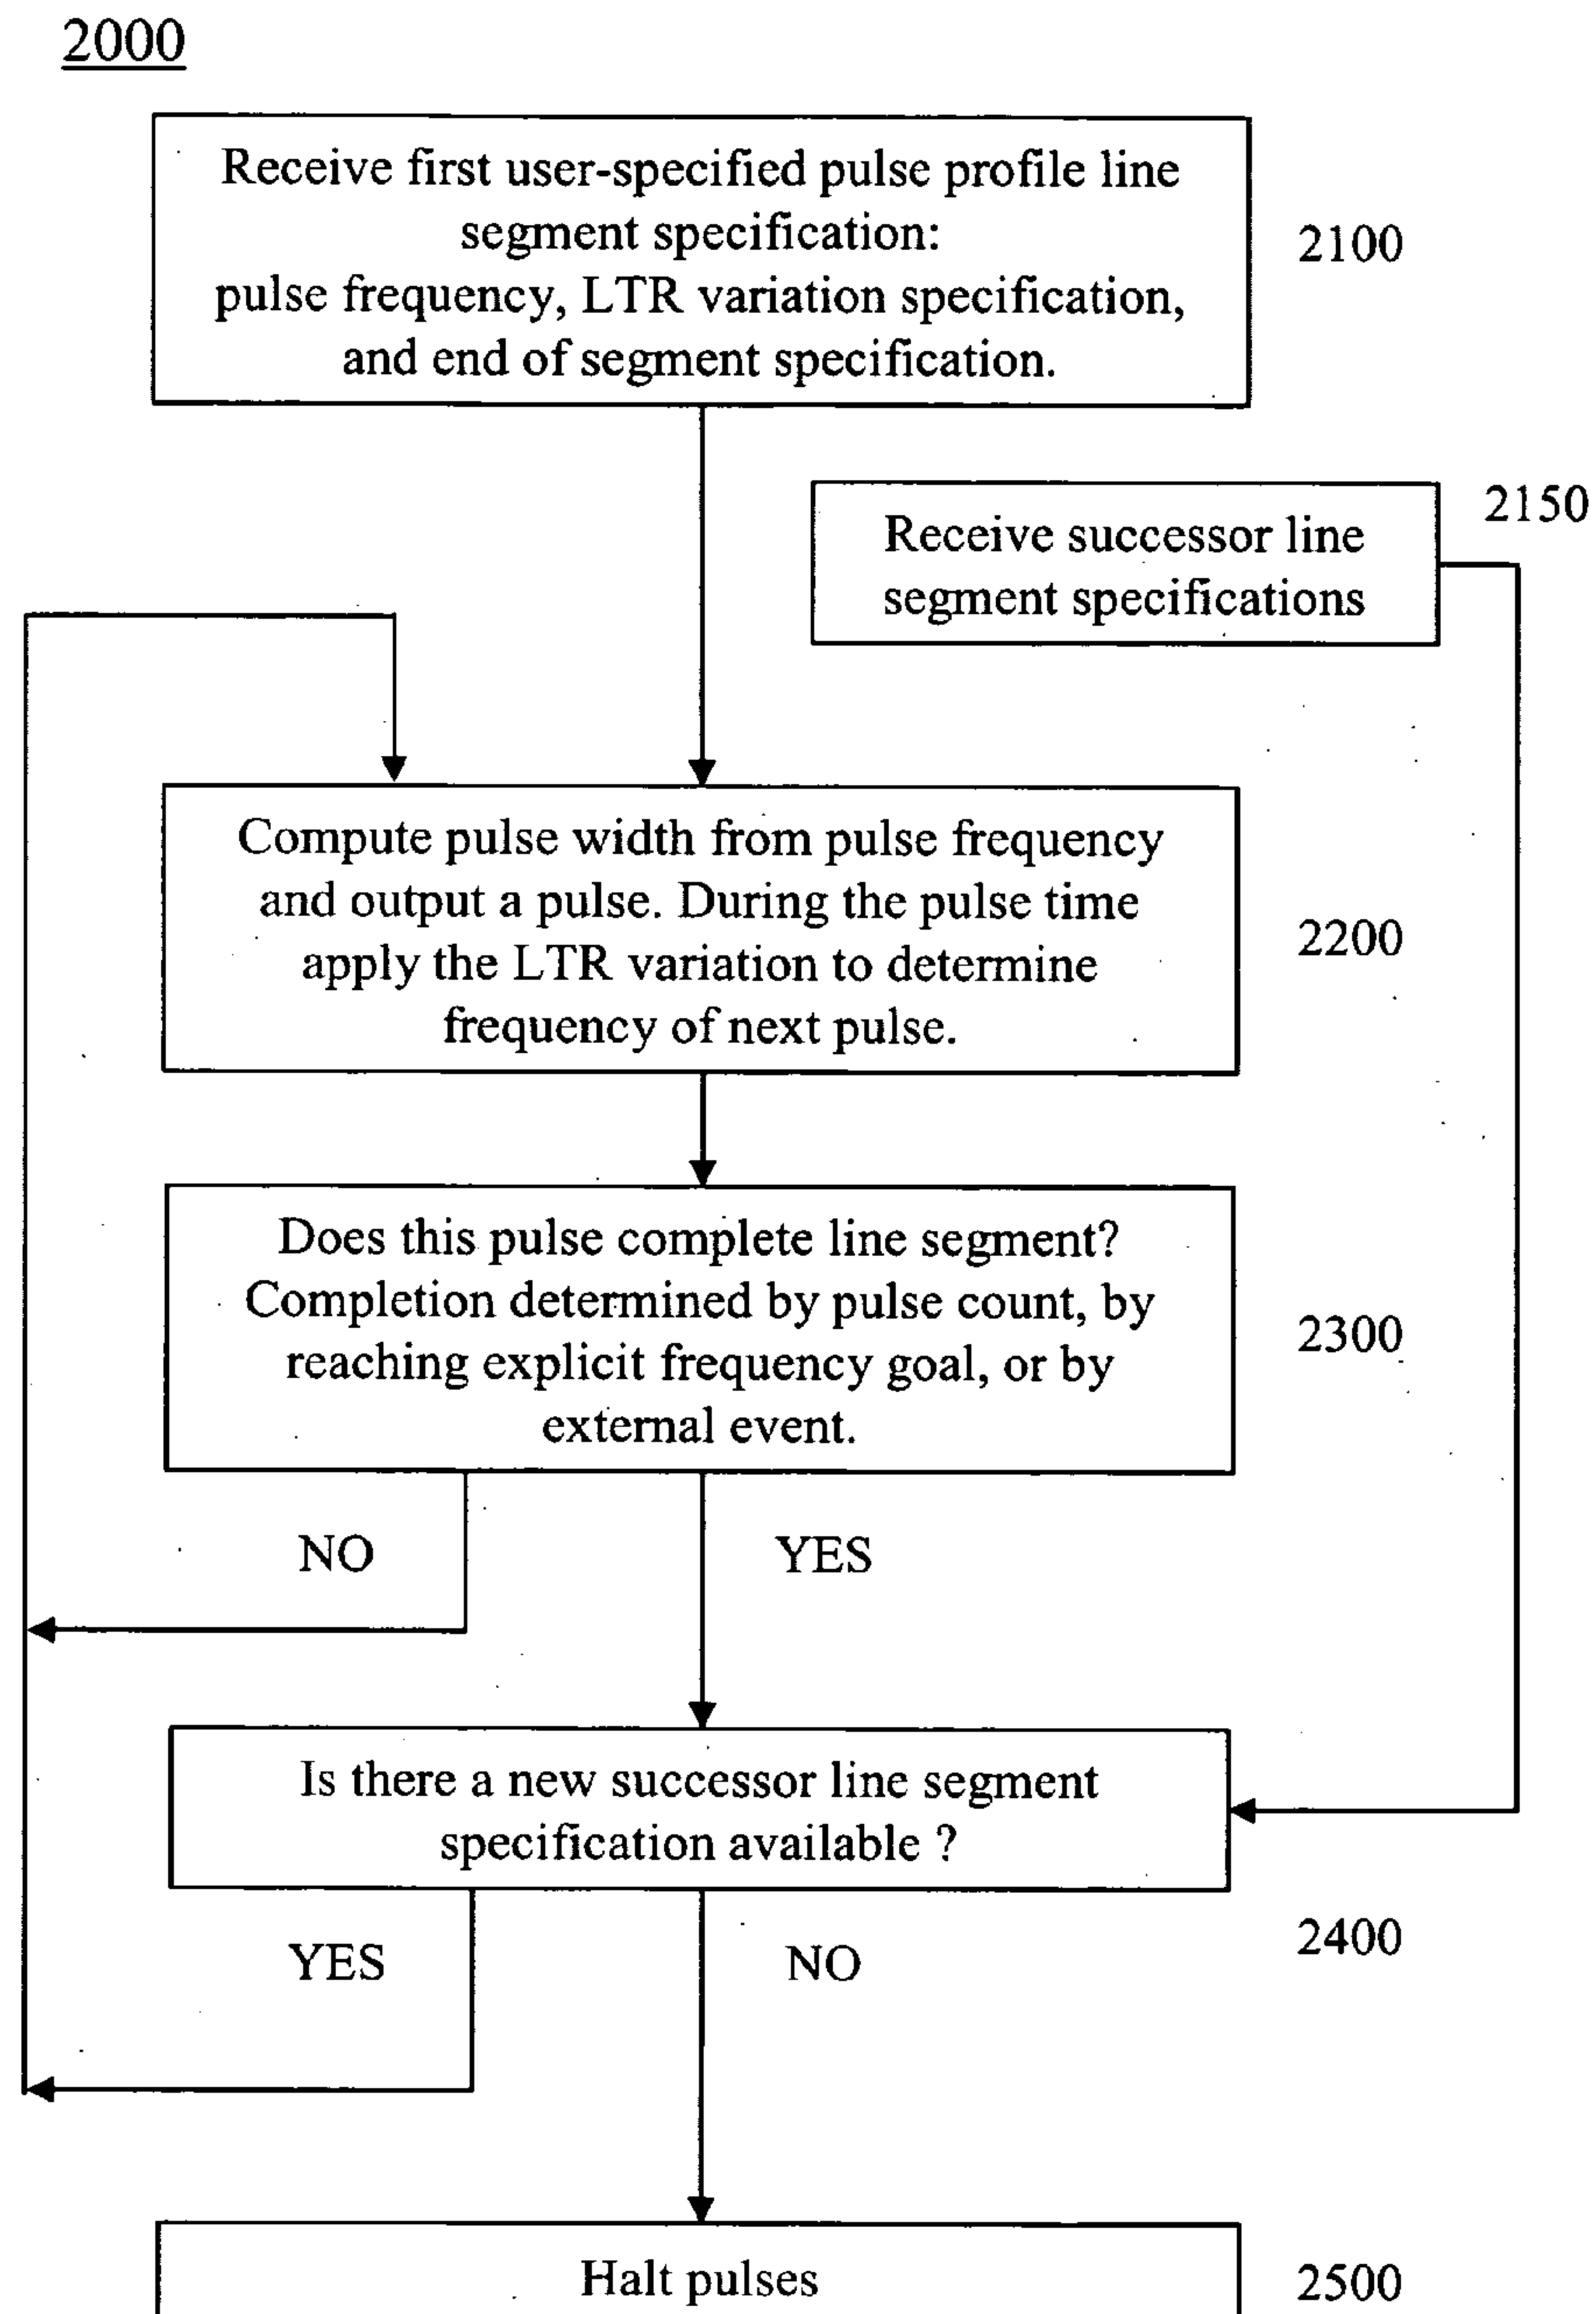 2000
Receive first user-specified pulse profile line
segment specification:
pulse frequency, LTR variation specification,
and end of segment specification.
2100
2150
Receive successor line
segment specifications
Compute pulse width from pulse frequency
and output a pulse. During the pulse time
apply the LTR variation to determine
frequency of next pulse.
2200
Does this pulse complete line segment?
Completion determined by pulse count, by
reaching explicit frequency goal, or by
external event.
2300
NO
YES
Is there a new successor line segment
specification available ?
2400
YES
NO
Halt pulses
2500